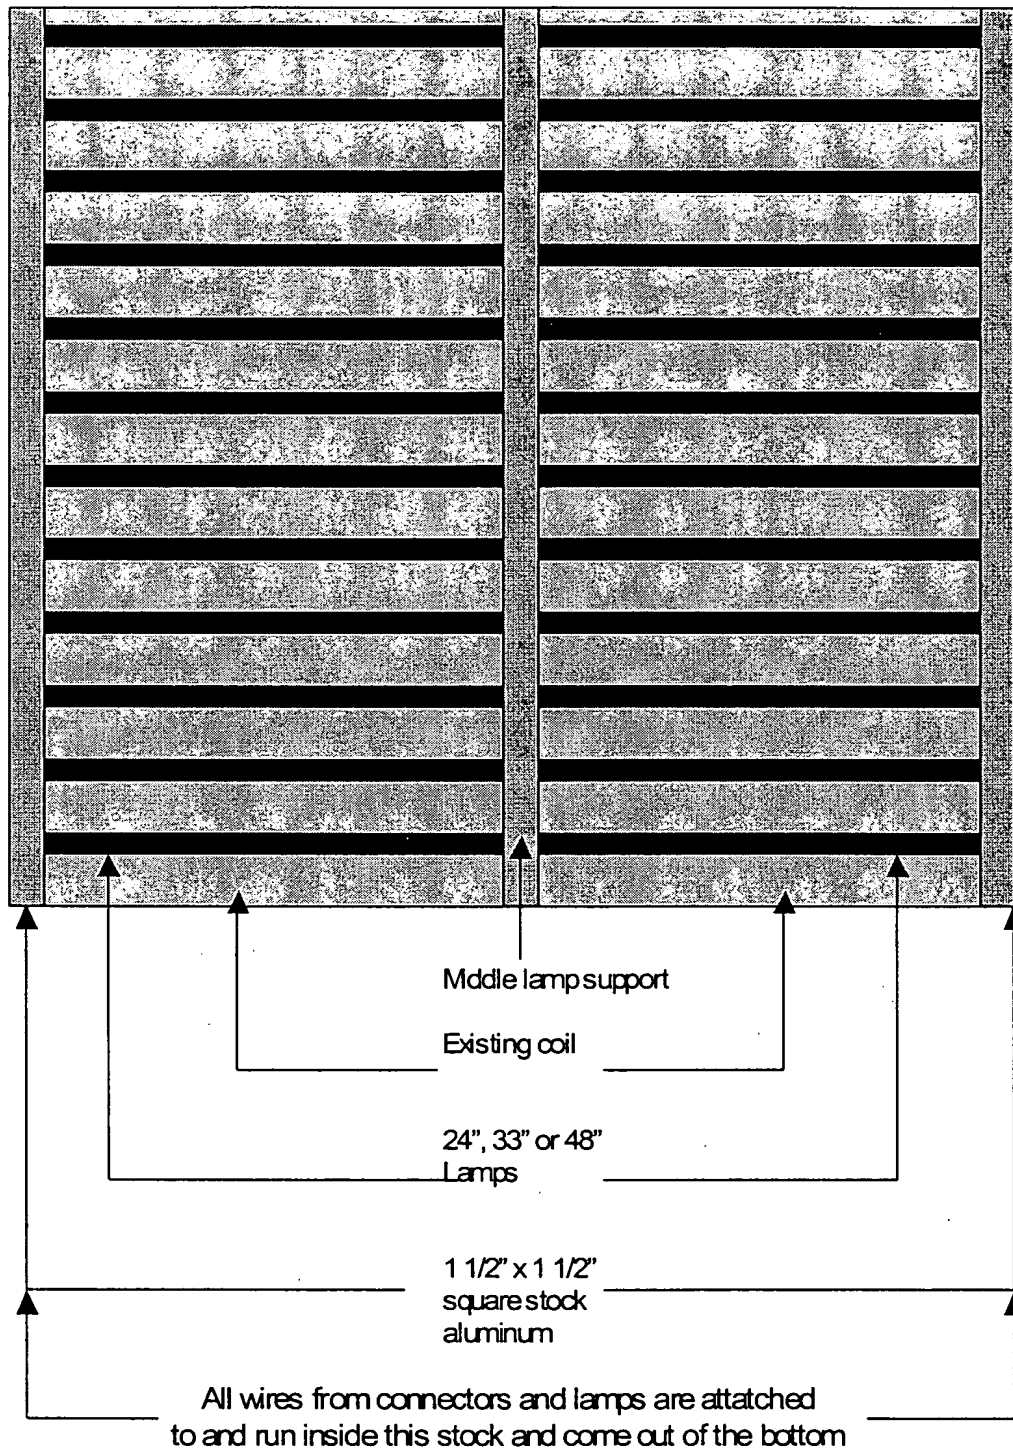 Mddle lamp support
Existing coil
24", 33" or 48"
Lamps
1 1/2" x 1 1/2"
square stock
aluminum
All wires from connectors and lamps are attatched
to and run inside this stock and come out of the bottom